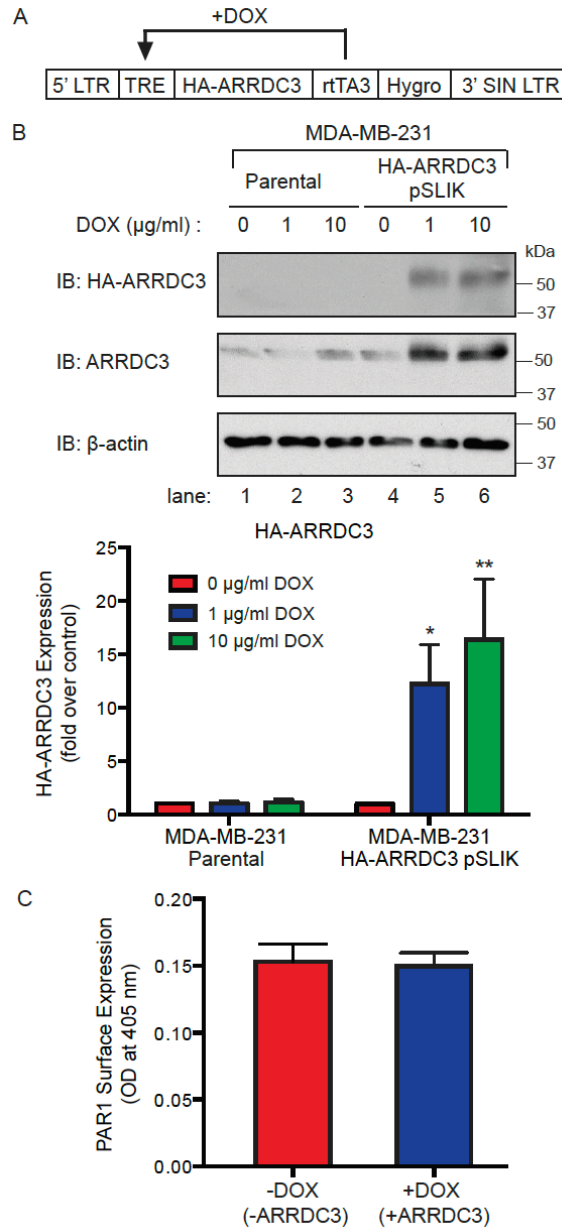 A
+DOX
5' LTR TRE HA-ARRDC3 rtTA3 Hygro 3' SIN LTR
B
MDA-MB-231
Parental
HA-ARRDC3
pSLIK
DOX (µg/ml) : 0 1 10 0 1 10
kDa
IB: HA-ARRDC3
50
37
IB: ARRDC3
50
37
IB: β-actin
50
37
lane: 1 2 3 4 5 6
HA-ARRDC3
HA-ARRDC3 Expression
(fold over control)
25
20
15
10
5
0
0 µg/ml DOX
1 µg/ml DOX
10 µg/ml DOX
*
**
MDA-MB-231
Parental
MDA-MB-231
HA-ARRDC3 pSLIK
C
PAR1 Surface Expression
(OD at 405 nm)
0.20
0.15
0.10
0.05
0.00
-DOX
(-ARRDC3)
+DOX
(+ARRDC3)